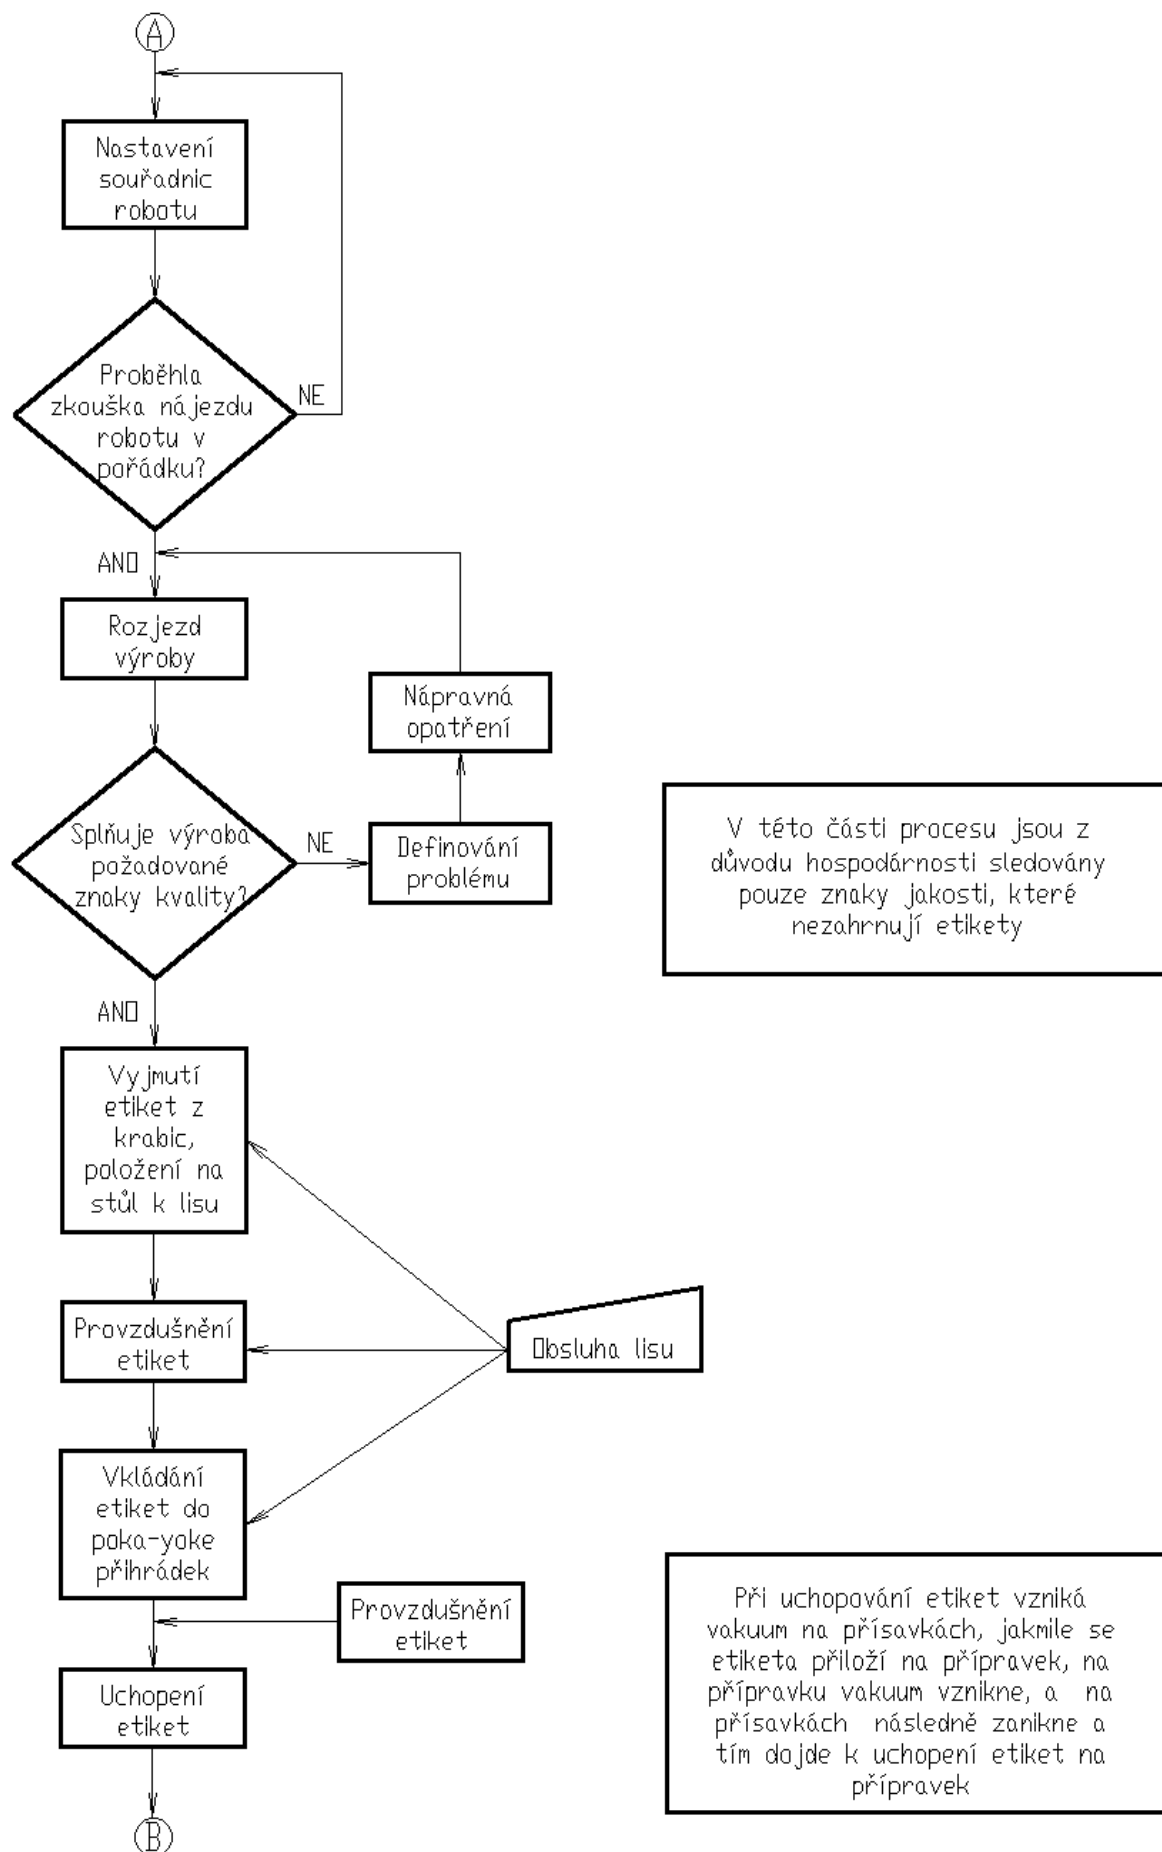 A
Nastavení
souřadnic
robotu
Proběhla
zkouška nájezdu
robotu v
pořádku?
NE
ANO
Rozjezd
výroby
Nápravná
opatření
Splňuje výroba
požadované
znaky kvality?
NE
Definování
problému
V této části procesu jsou z
důvodu hospodárnosti sledovány
pouze znaky jakosti, které
nezahrnují etikety
ANO
Vyjmutí
etiket z
krabic,
položení na
stůl k lisu
Provzdušnění
etiket
Obsluha lisu
Vkládání
etiket do
poka-yoke
přihrádek
Provzdušnění
etiket
Uchopení
etiket
Při uchopování etiket vzniká
vakuum na přísavkách, jakmile se
etiketa přiloží na přípravek, na
přípravku vakuum vznikne, a na
přísavkách následně zanikne a
tím dojde k uchopení etiket na
přípravek
B